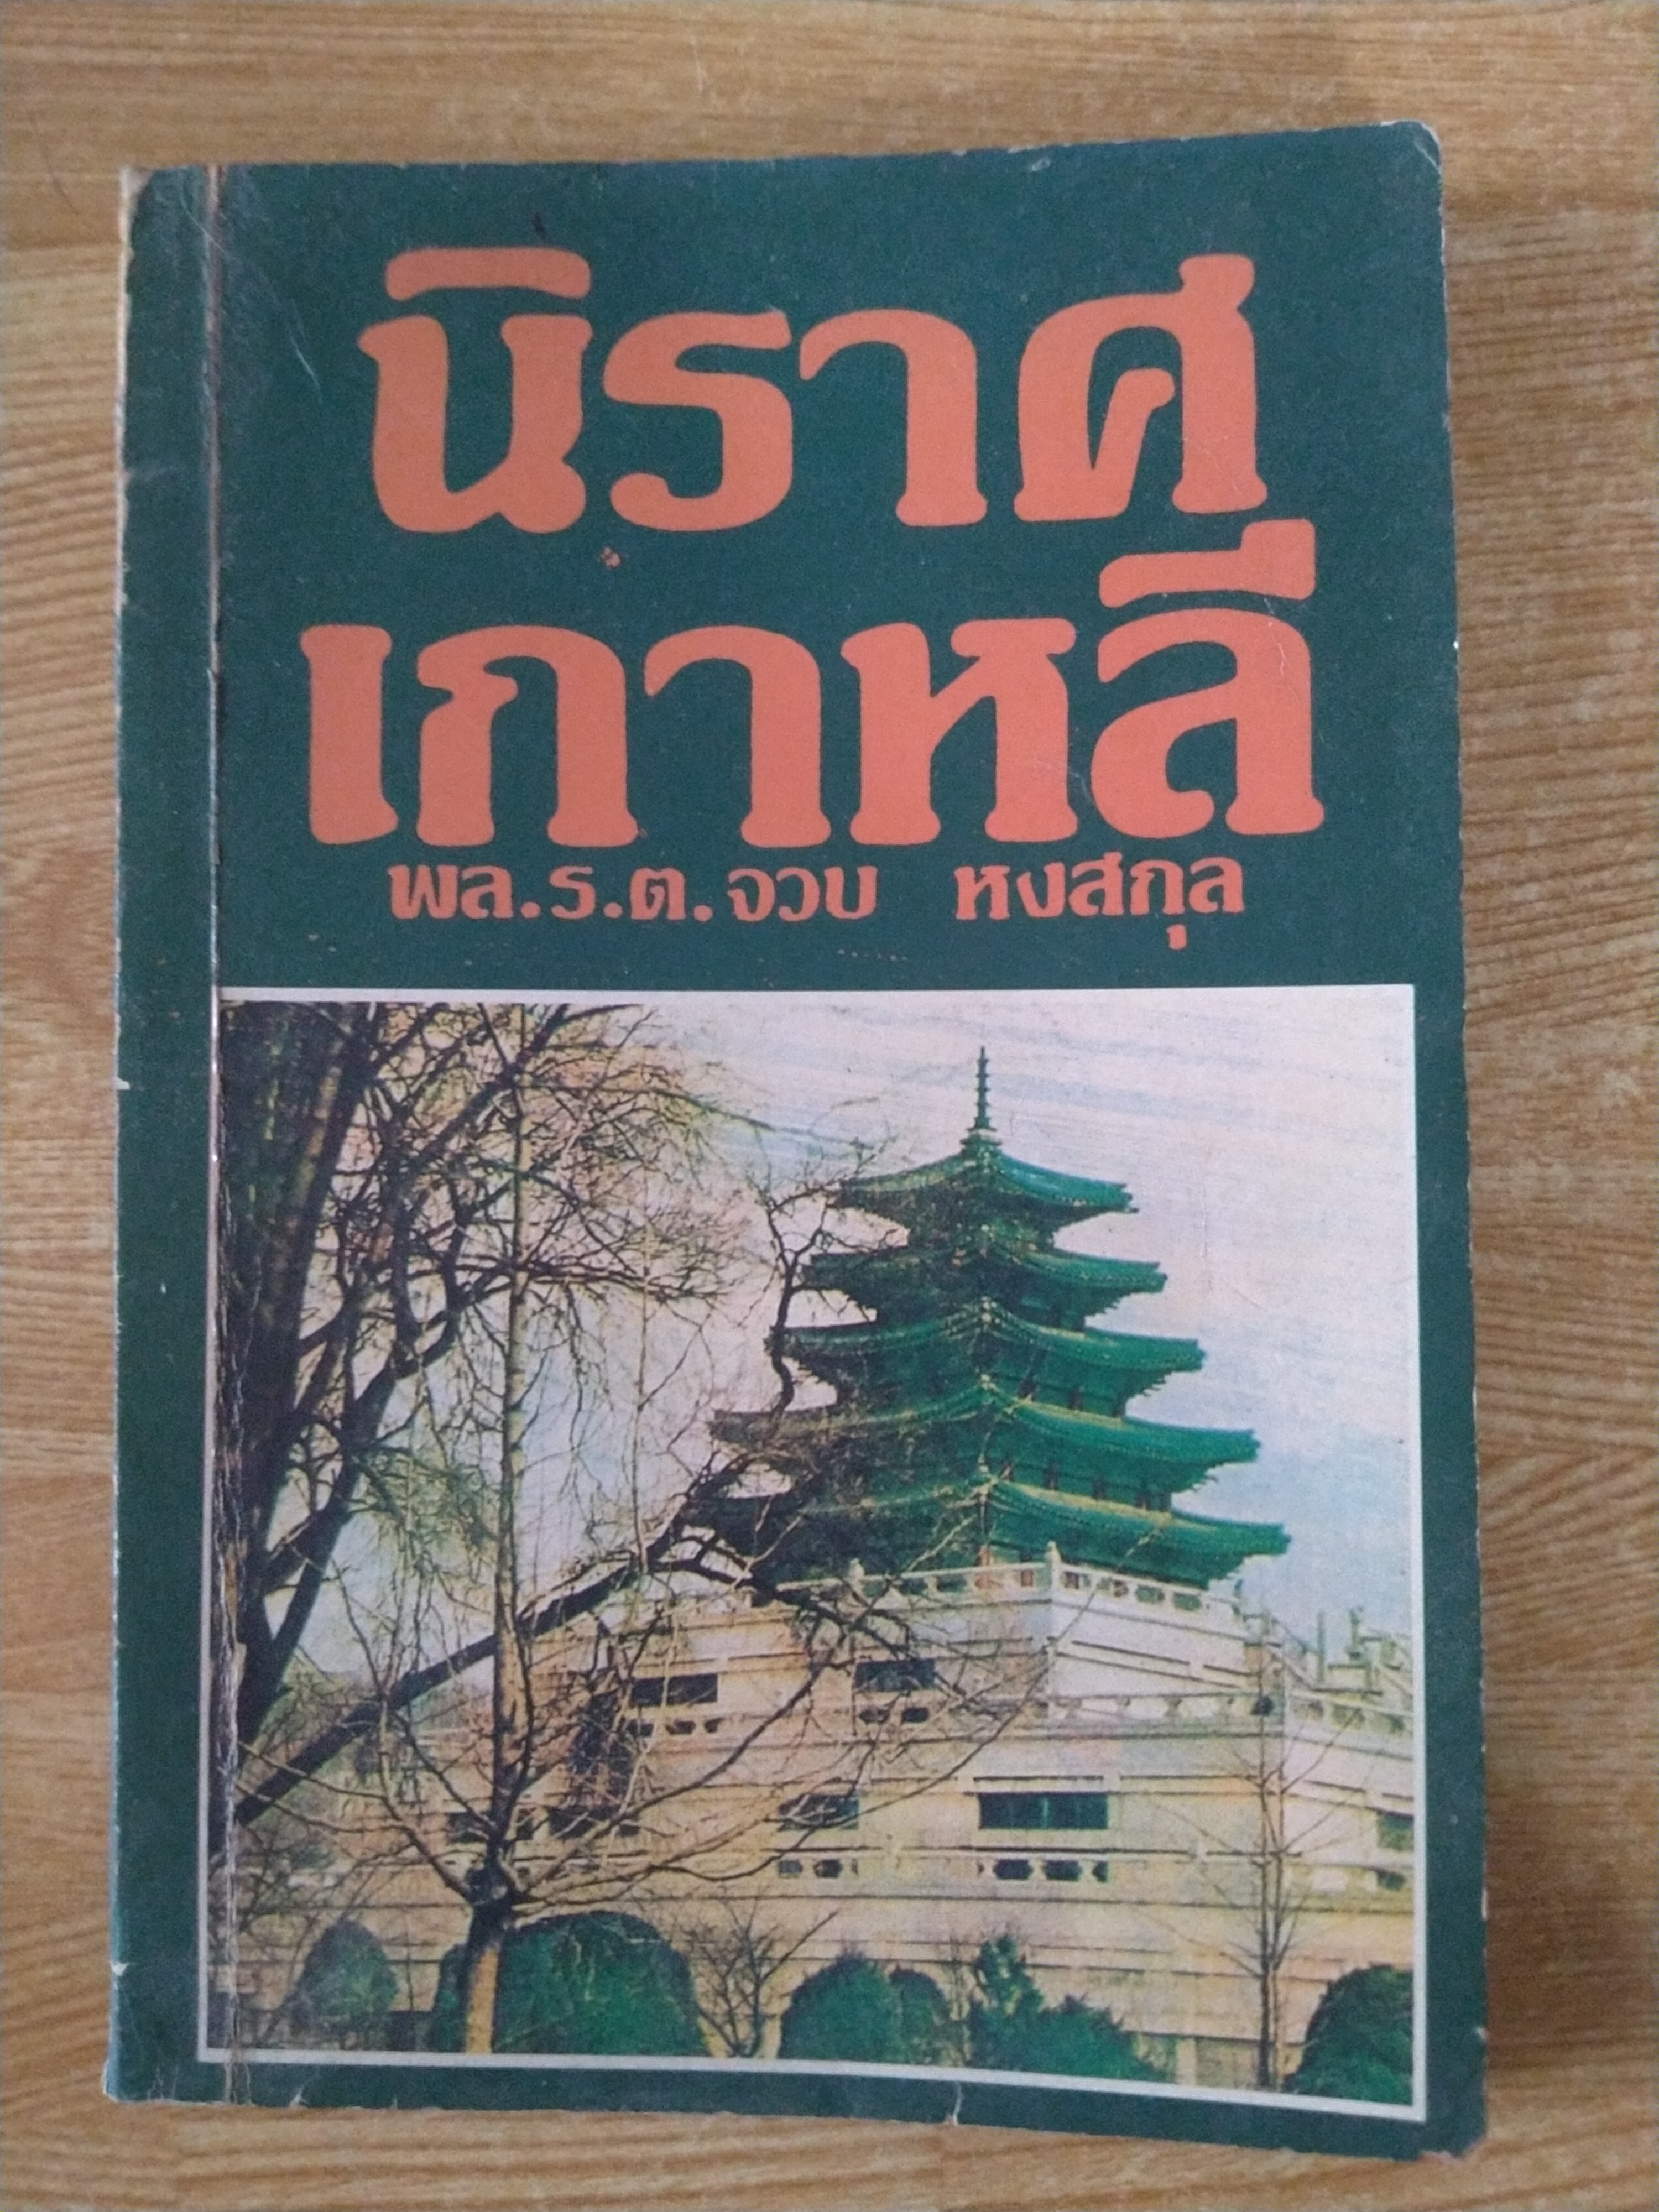 นิราศ
เกาหลี
พล.ร.ต.จวบ หงสกุล